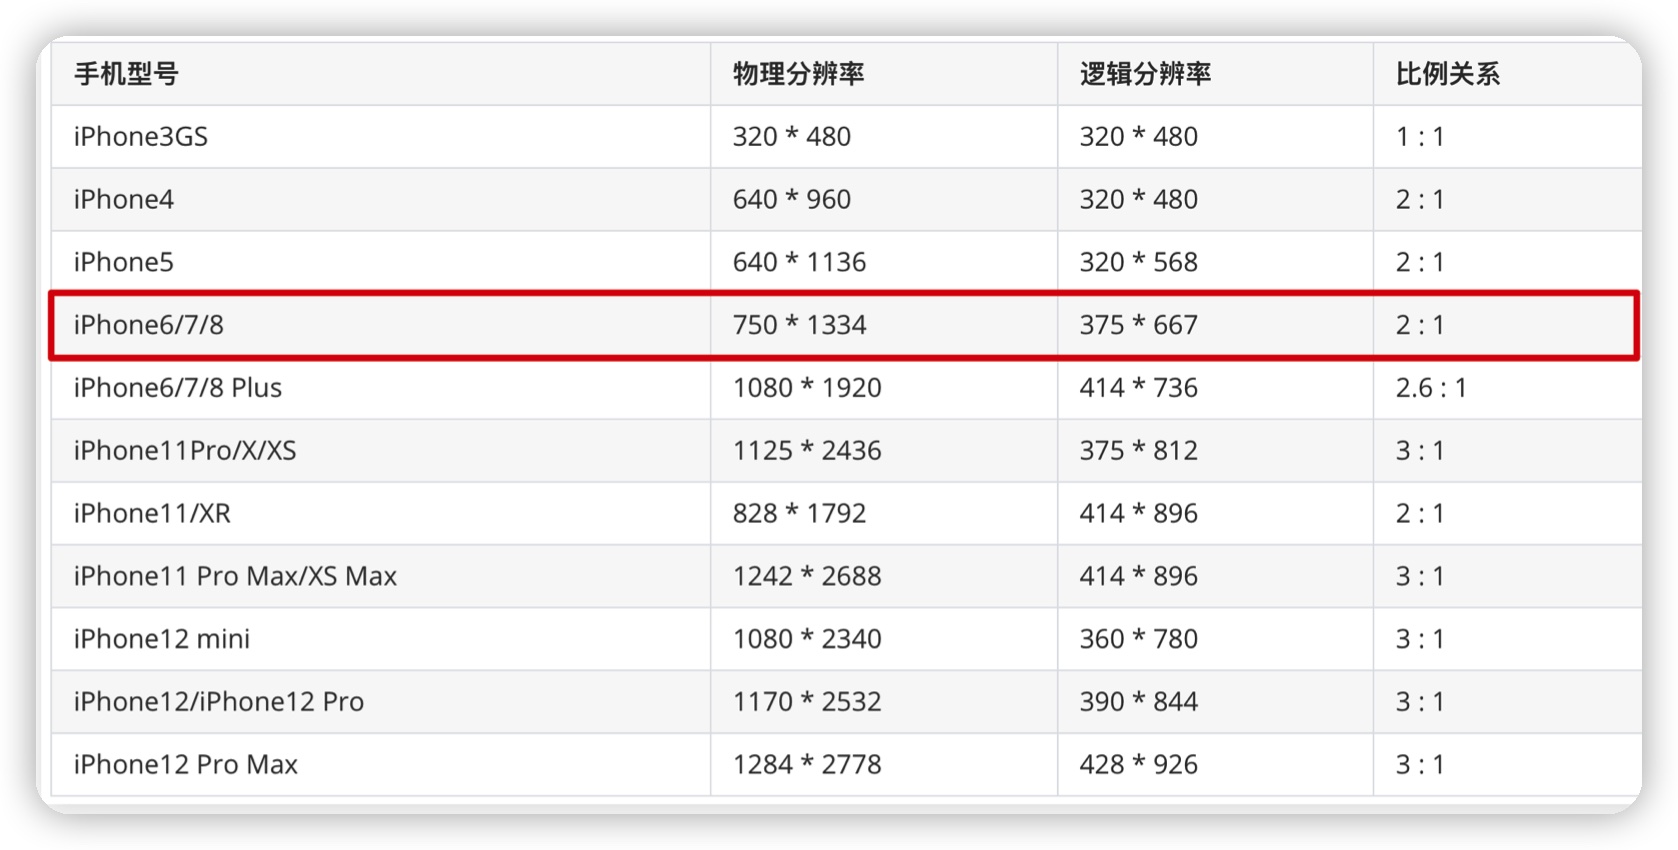 手机型号 物理分辨率 逻辑分辨率 比例关系
iPhone3GS 320 * 480 320 * 480 1 : 1
iPhone4 640 * 960 320 * 480 2 : 1
iPhone5 640 * 1136 320 * 568 2 : 1
iPhone6/7/8 750 * 1334 375 * 667 2 : 1
iPhone6/7/8 Plus 1080 * 1920 414 * 736 2.6 : 1
iPhone11Pro/X/XS 1125 * 2436 375 * 812 3 : 1
iPhone11/XR 828 * 1792 414 * 896 2 : 1
iPhone11 Pro Max/XS Max 1242 * 2688 414 * 896 3 : 1
iPhone12 mini 1080 * 2340 360 * 780 3 : 1
iPhone12/iPhone12 Pro 1170 * 2532 390 * 844 3 : 1
iPhone12 Pro Max 1284 * 2778 428 * 926 3 : 1